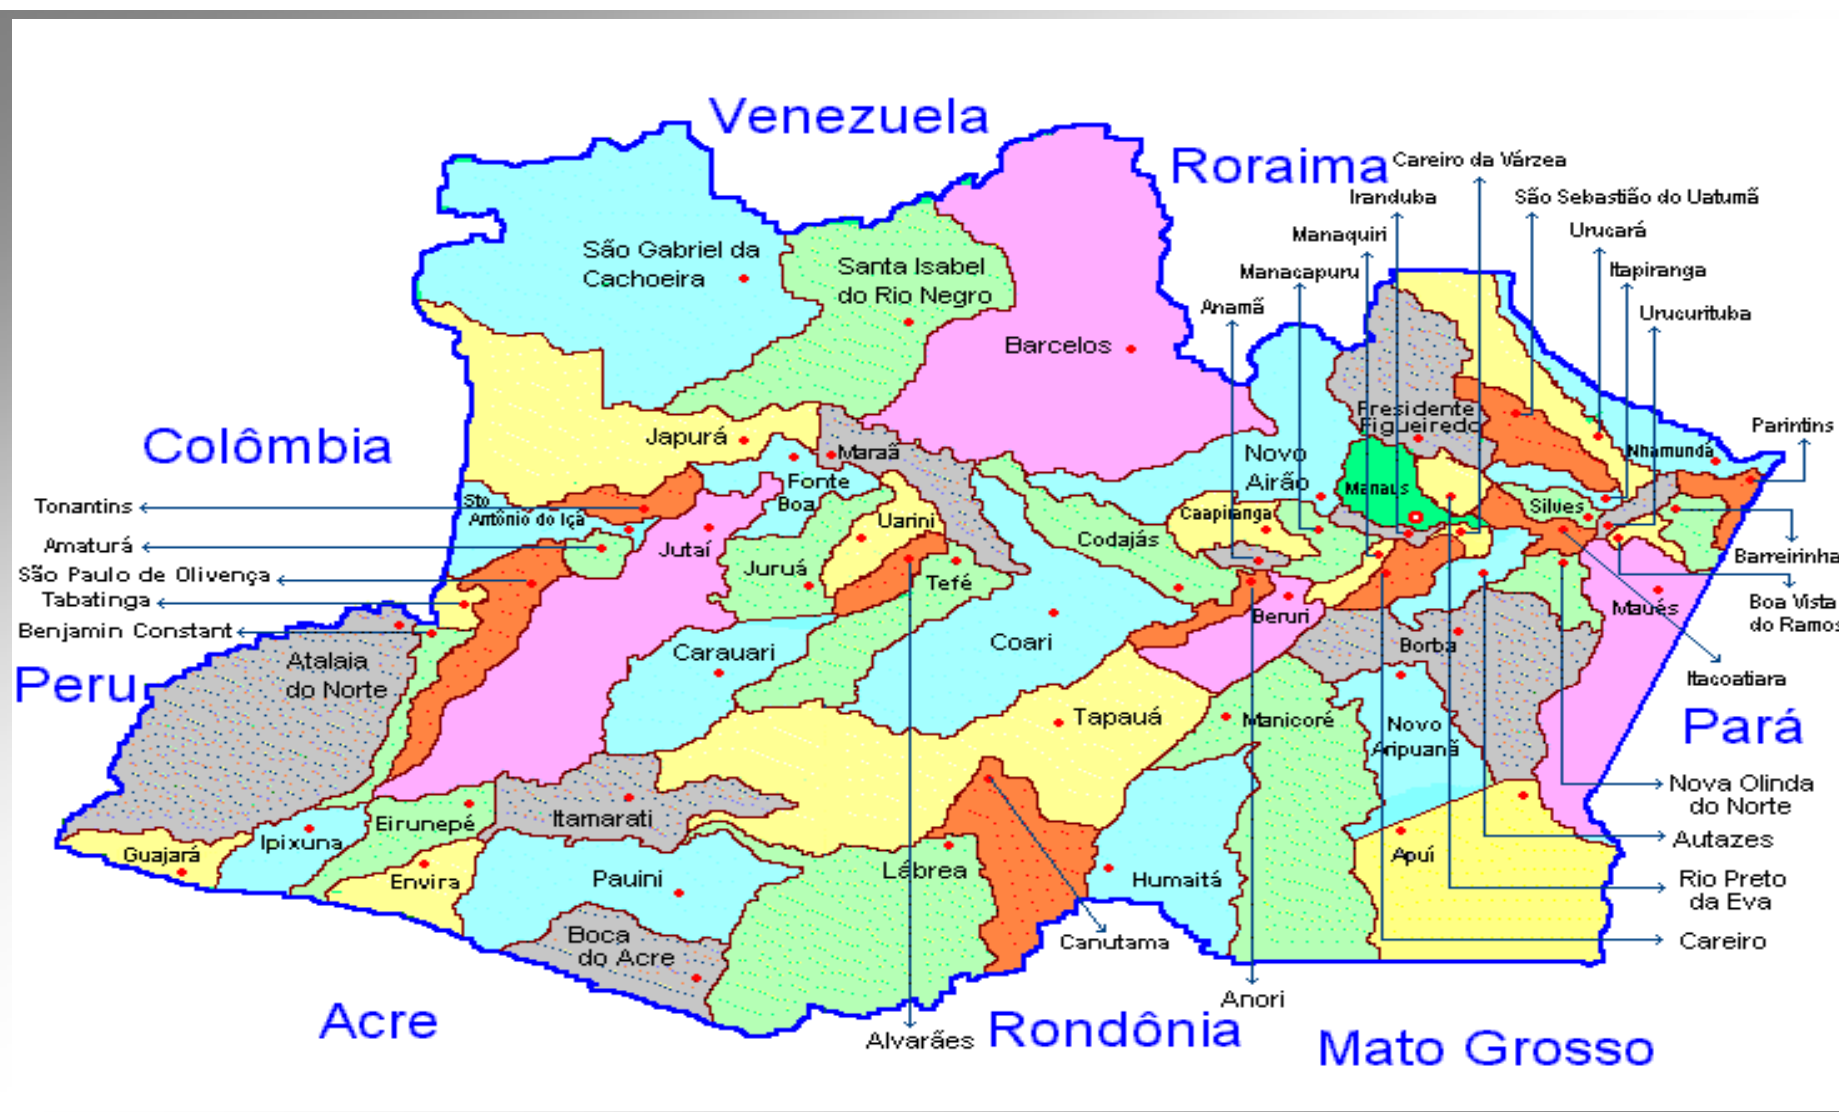 Venezuela
Roraima
Careiro da Várzea
Iranduba
São Sebastião do Uatumã
Manaquiri
Urucará
Manacapuru
Itapiranga
Anamã
Urucurituba
São Gabriel da
Cachoeira
Santa Isabel
do Rio Negro
Barcelos
Presidente
Figueiredo
Parintins
Colômbia
Japurá
Maraã
Novo
Airão
Nhamundá
Fonte
Boa
Manaus
Tonantins
Sto
Antônio do Içá
Uarini
Caapiranga
Silves
Amaturá
Jutaí
Codajás
Barreirinha
São Paulo de Olivença
Juruá
Tefé
Tabatinga
Boa Vista
do Ramos
Maués
Beruri
Benjamin Constant
Coari
Borba
Carauari
Atalaia
do Norte
Itacoatiara
Peru
Tapauá
Manicoré
Novo
Aripuanã
Pará
Nova Olinda
do Norte
Itamarati
Eirunepé
Ipixuna
Autazes
Guajará
Apuí
Envira
Pauini
Lábrea
Humaitá
Rio Preto
da Eva
Boca
do Acre
Canutama
Careiro
Anori
Acre
Alvarães
Rondônia
Mato Grosso